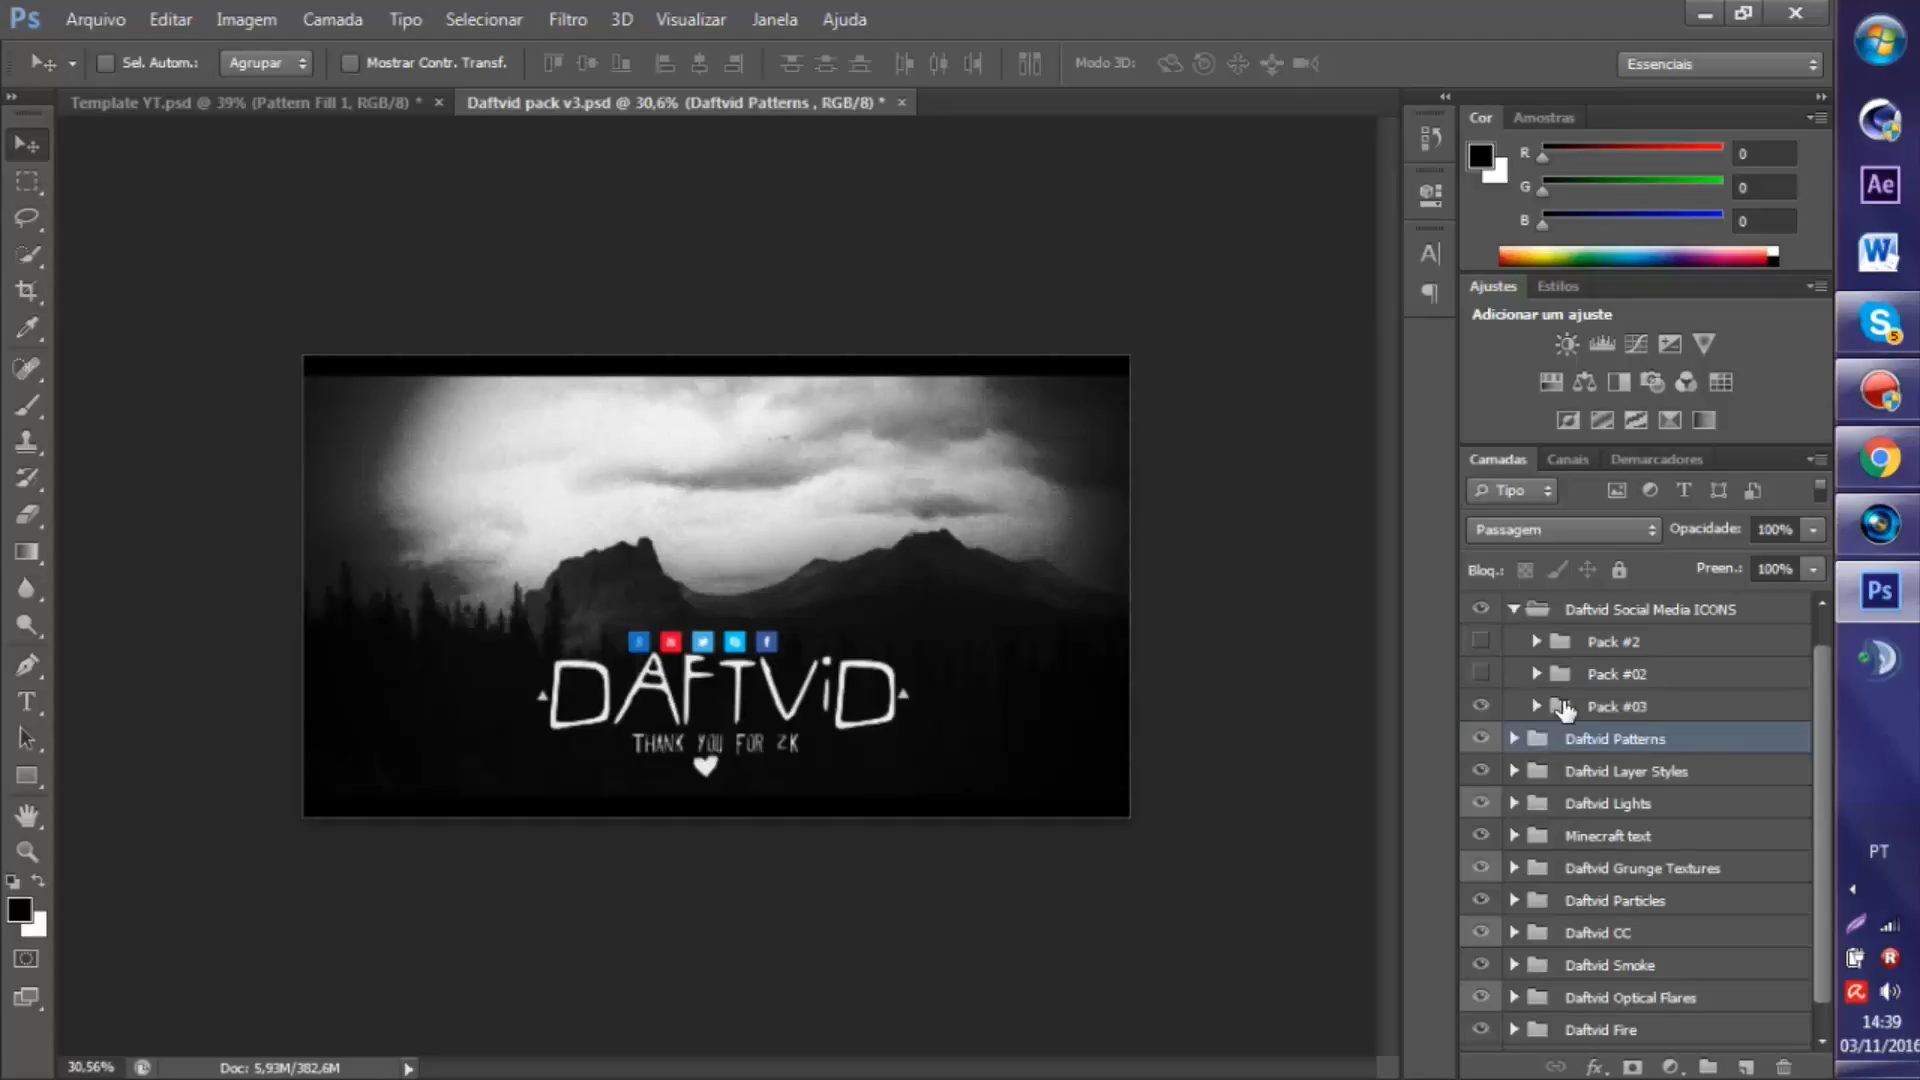 Ps Arquivo Editar Imagem Camada Tipo Selecionar Filtro 3D Visualizar Janela Ajuda
Sel. Autom.: Agrupar Mostrar Contr. Transf. Modo 3D: Essenciais
Template YT.psd @ 39% (Pattern Fill 1, RGB/8) * × Daftvid pack v3.psd @ 30,6% (Daftvid Patterns , RGB/8) * ×
Cor Amostras
R 0
G 0
B 0
Ajustes Estilos
Adicionar um ajuste
Camadas Canais Demarcadores
Tipo
Passagem Opacidade: 100%
Bloq.: Preen.: 100%
Daftvid Social Media ICONS
Pack #2
Pack #02
Pack #03
Daftvid Patterns
Daftvid Layer Styles
Daftvid Lights
Minecraft text
Daftvid Grunge Textures
Daftvid Particles
Daftvid CC
Daftvid Smoke
Daftvid Optical Flares
Daftvid Fire
fx
DAFTViD
THANK YOU FOR 2K
30,56% Doc: 5,93M/382,6M
Ae
W
S 5
Ps
PT
R
14:39
03/11/2016